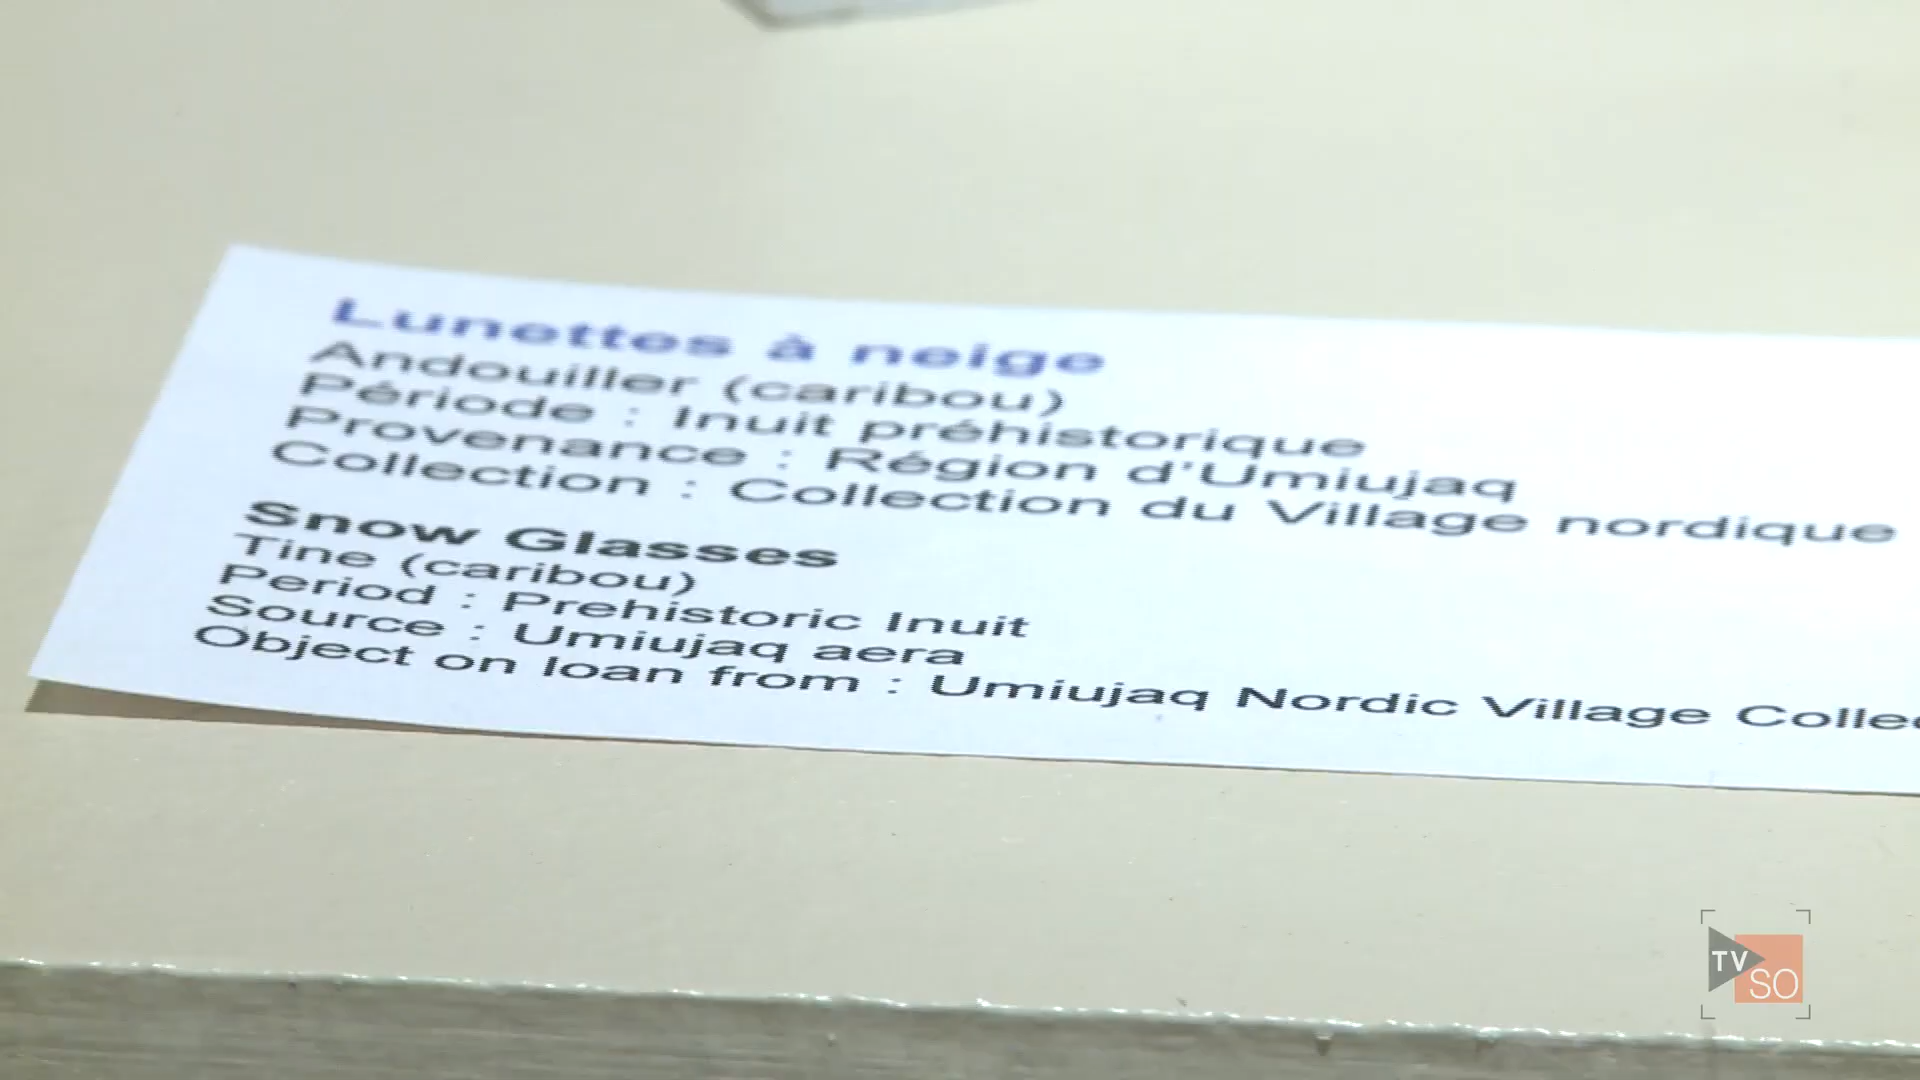 Lunettes à neige
Andouiller (caribou)
Période : Inuit préhistorique
Provenance : Région d'Umiujaq
Collection : Collection du Village nordique
Snow Glasses
Tine (caribou)
Period : Prehistoric Inuit
Source : Umiujaq aera
Object on loan from : Umiujaq Nordic Village
TV SO